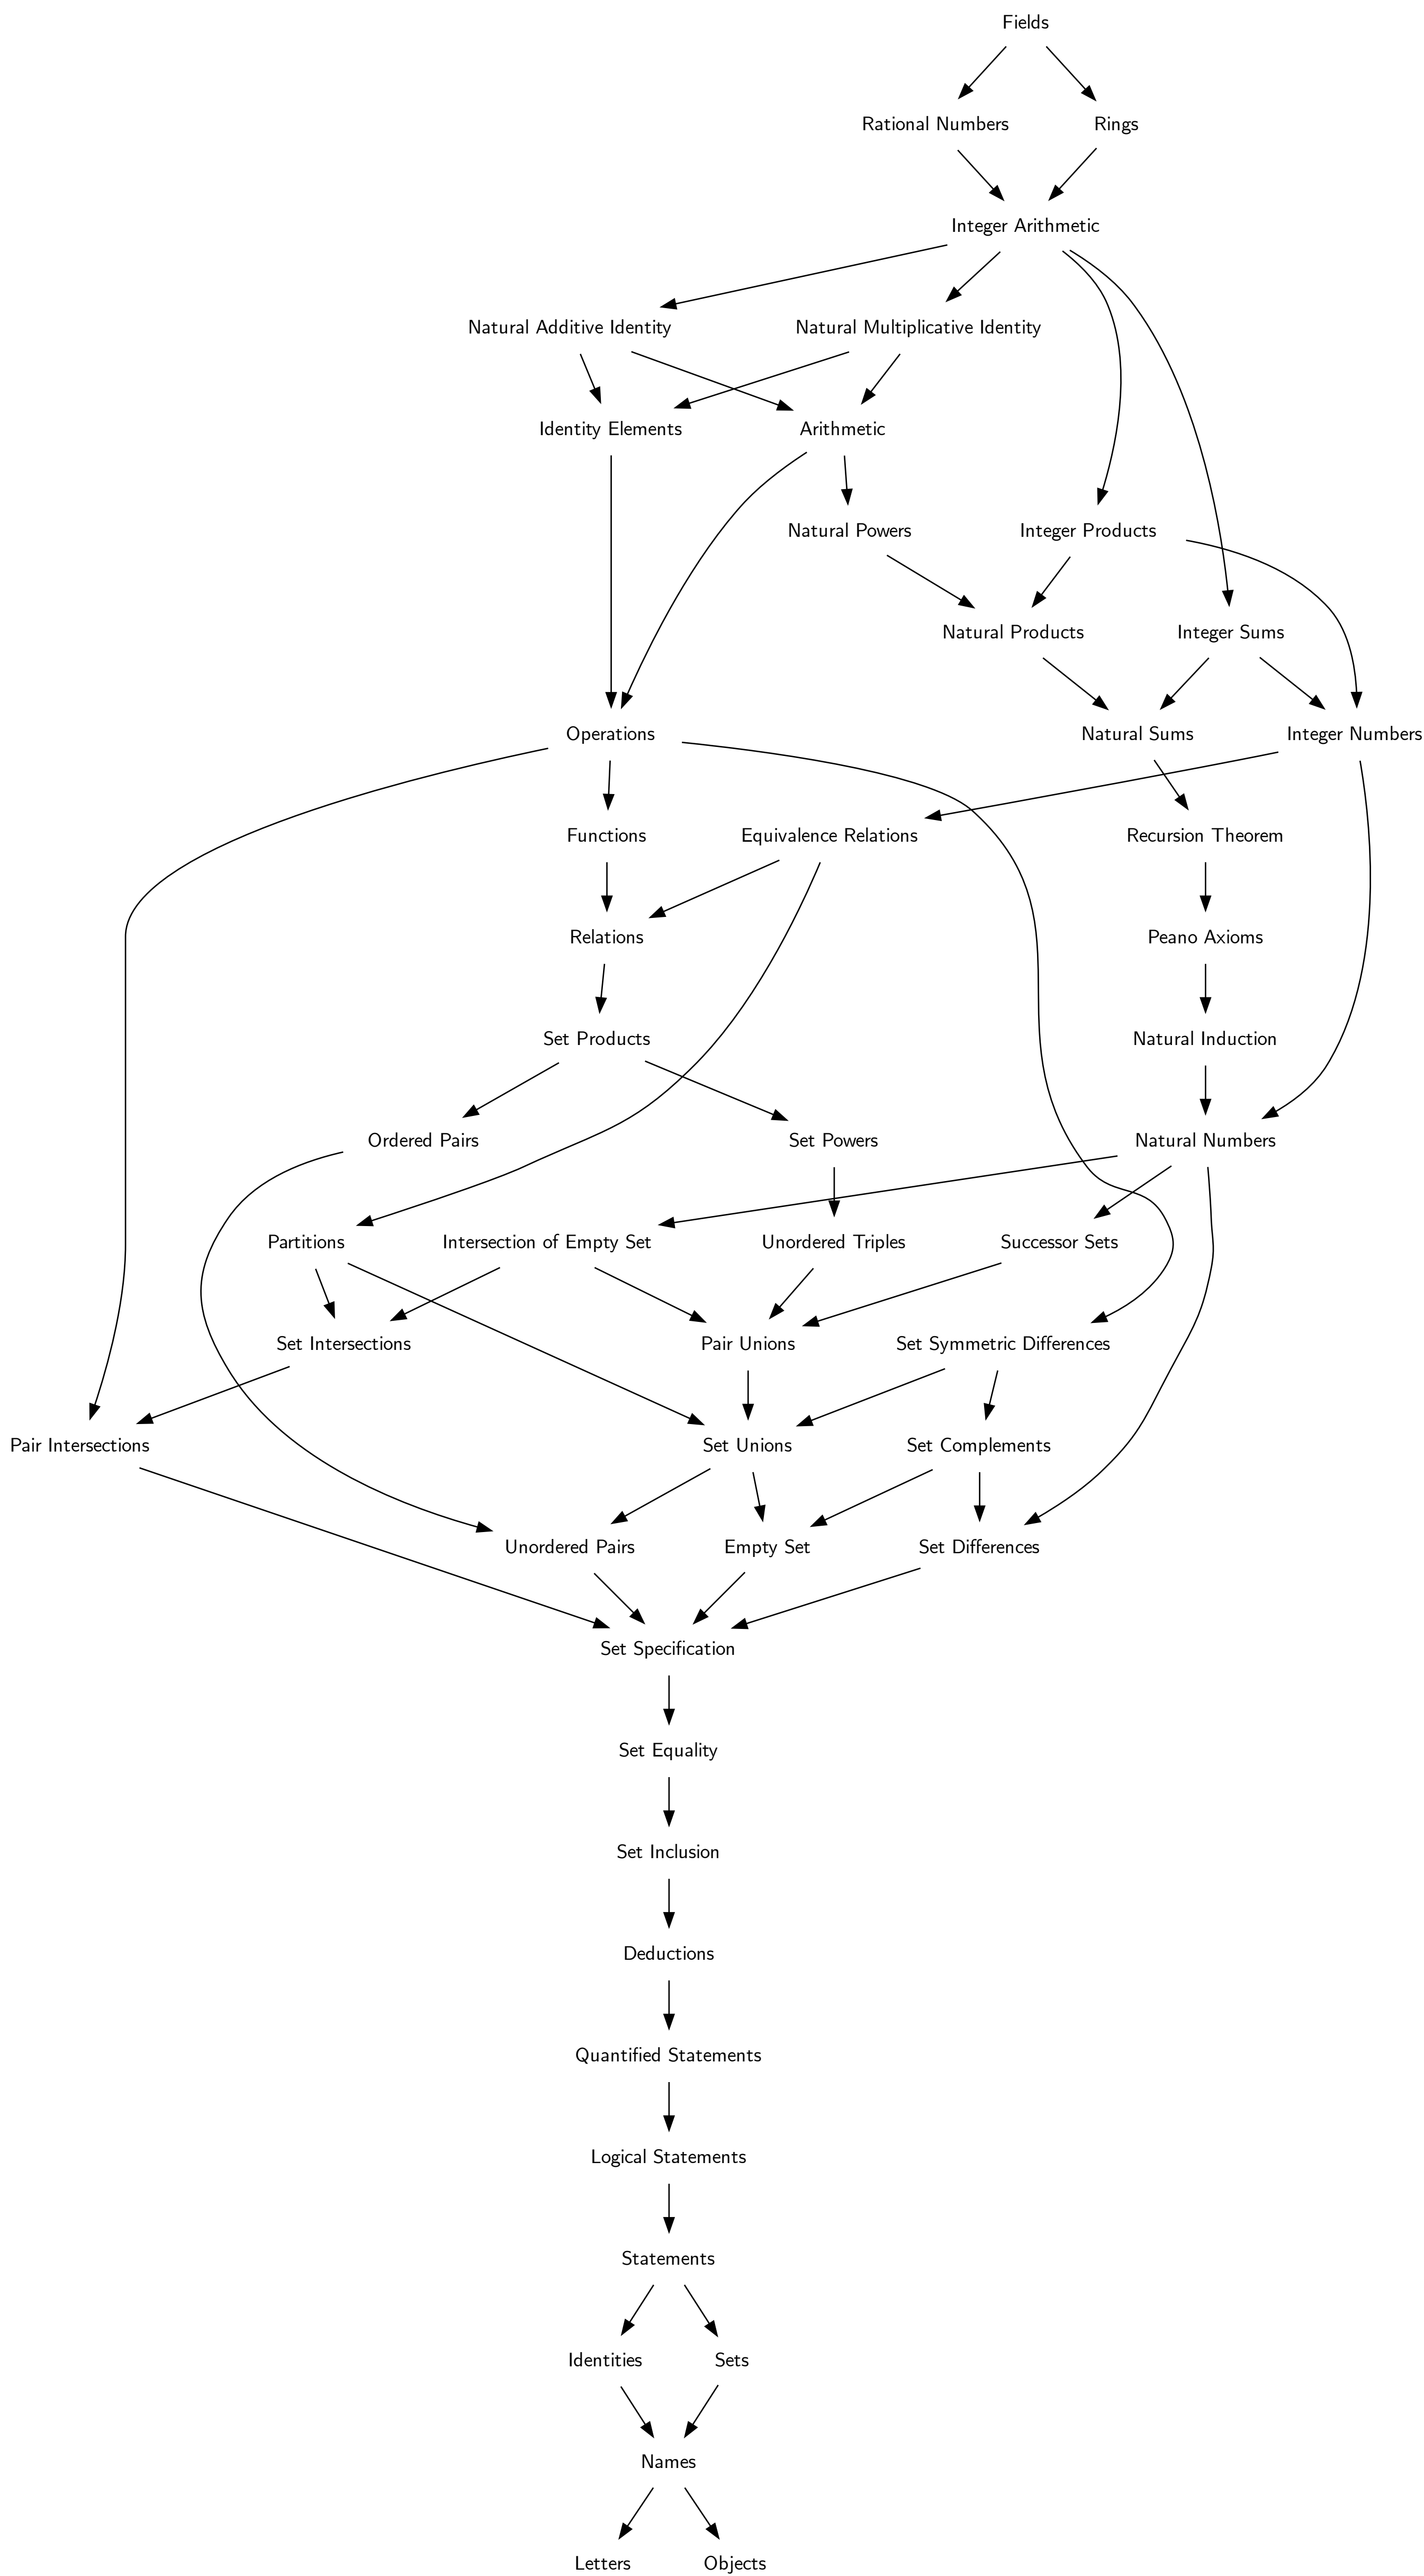 Fields
Rational Numbers
Rings
Integer Arithmetic
Natural Additive Identity
Natural Multiplicative Identity
Identity Elements
Arithmetic
Natural Powers
Integer Products
Natural Products
Integer Sums
Operations
Natural Sums
Integer Numbers
Functions
Equivalence Relations
Recursion Theorem
Relations
Peano Axioms
Set Products
Natural Induction
Ordered Pairs
Set Powers
Natural Numbers
Partitions
Intersection of Empty Set
Unordered Triples
Successor Sets
Set Intersections
Pair Unions
Set Symmetric Differences
Pair Intersections
Set Unions
Set Complements
Unordered Pairs
Empty Set
Set Differences
Set Specification
Set Equality
Set Inclusion
Deductions
Quantified Statements
Logical Statements
Statements
Identities
Sets
Names
Letters
Objects